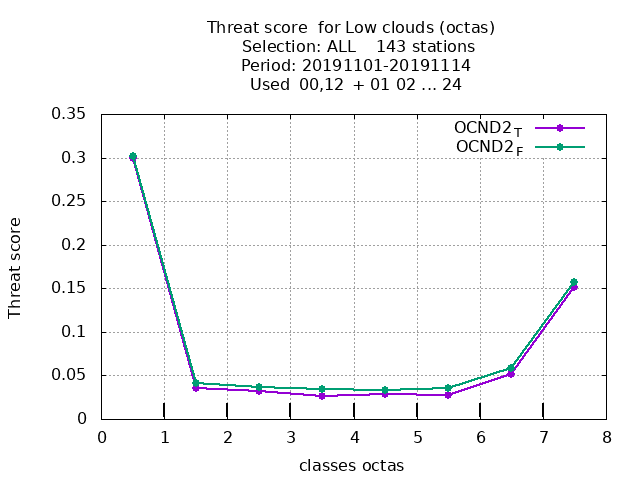 Threat score  for Low clouds (octas)
Selection: ALL    143 stations
Period: 20191101-20191114
Used  00,12  + 01 02 ... 24
OCND2_T
OCND2_F
Threat score
0.35
0.3
0.25
0.2
0.15
0.1
0.05
0
0 1 2 3 4 5 6 7 8
classes octas